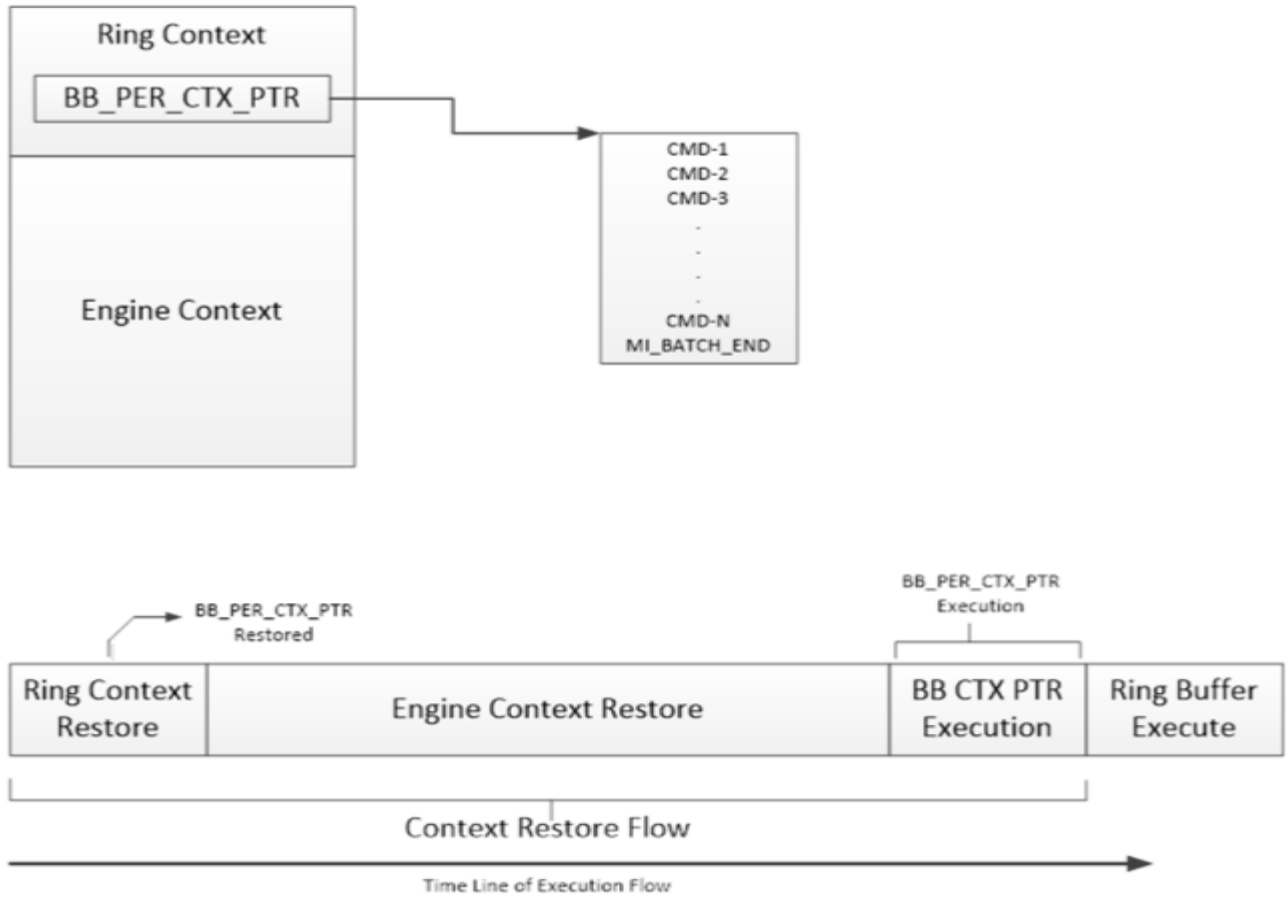 Ring Context
BB_PER_CTX_PTR
Engine Context
CMD-1
CMD-2
CMD-3
.
.
.
.
CMD-N
MI_BATCH_END
BB_PER_CTX_PTR
Restored
BB_PER_CTX_PTR
Execution
Ring Context
Restore
Engine Context Restore
BB CTX PTR
Execution
Ring Buffer
Execute
Context Restore Flow
Time Line of Execution Flow